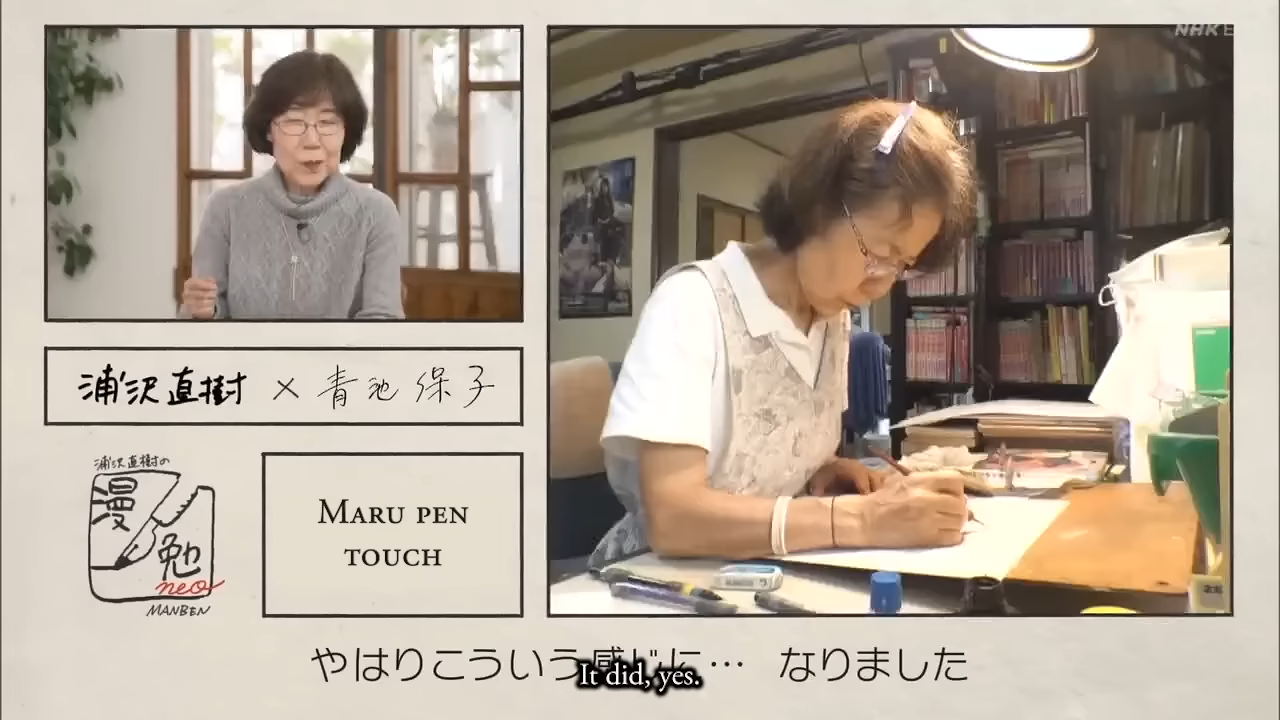 NHK E
浦沢直樹 × 青池保子
浦沢直樹の
漫
勉
neo
MANBEN
MARU PEN
TOUCH
やはりこういう感じに… なりました
It did, yes.